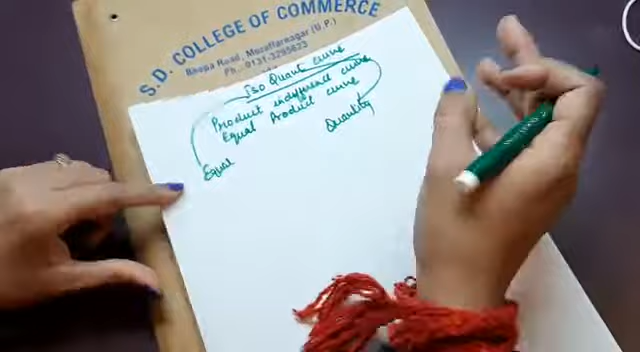 S.D. COLLEGE OF COMMERCE
Bhopa Road, Muzaffarnagar (U.P.)
Ph.: 0131-3295623
Iso Quant curve
Product indifference curve
Equal Product curve
Equal
Quantity